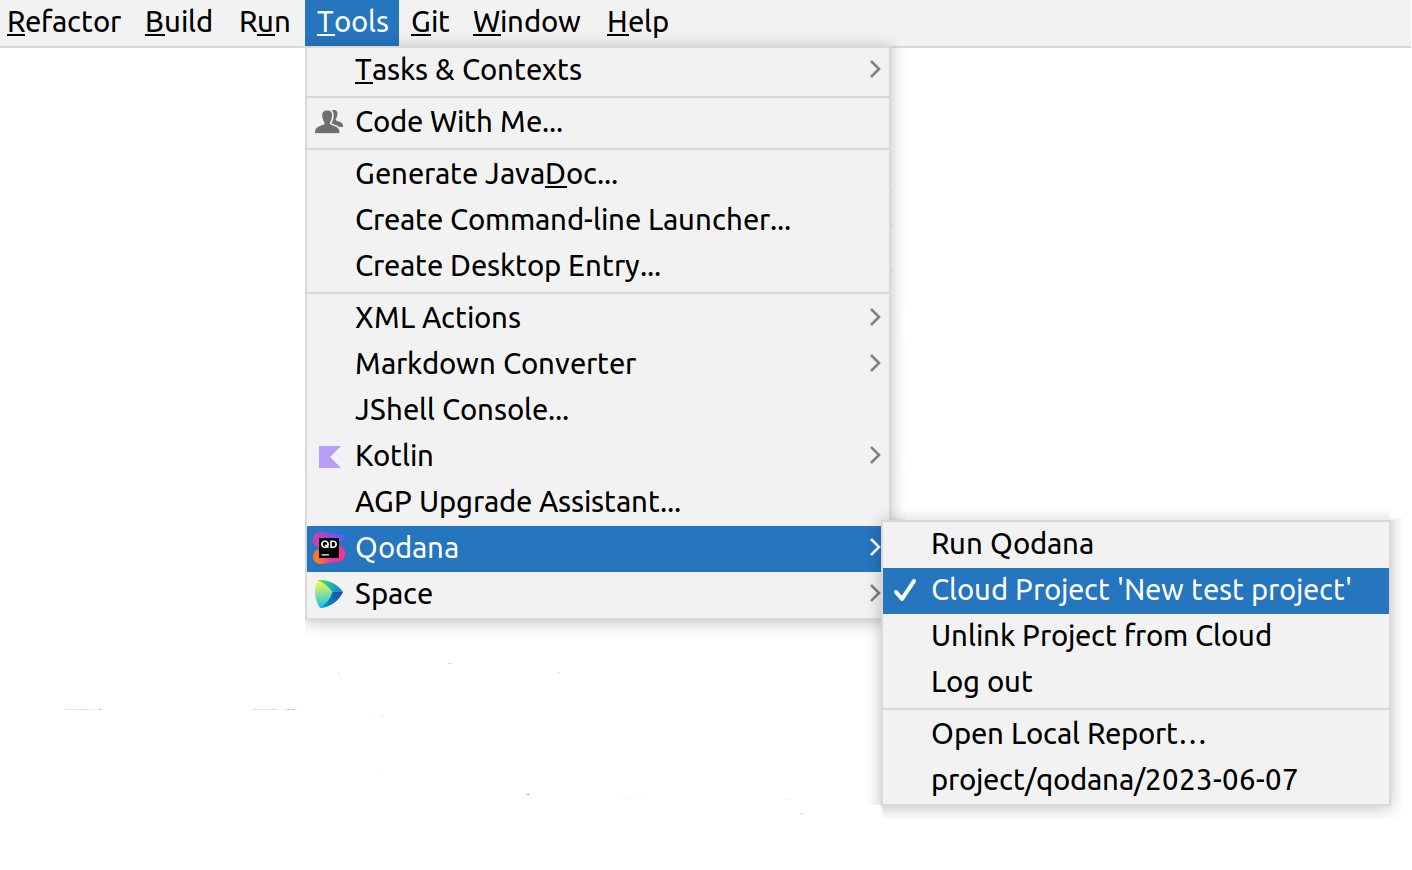 Refactor Build Run Tools Git Window Help
Tasks & Contexts
Code With Me...
Generate JavaDoc...
Create Command-line Launcher...
Create Desktop Entry...
XML Actions
Markdown Converter
JShell Console...
Kotlin
AGP Upgrade Assistant...
QD
Qodana
Space
Run Qodana
Cloud Project 'New test project'
Unlink Project from Cloud
Log out
Open Local Report...
project/qodana/2023-06-07